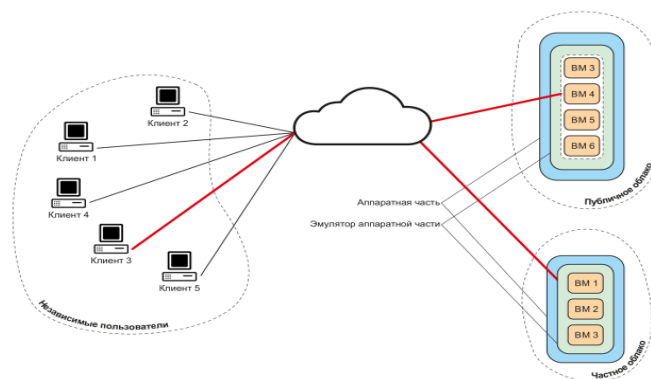 Клиент 2
Клиент 1
Клиент 4
Клиент 3
Клиент 5
Независимые пользователи
Аппаратная часть
Эмулятор аппаратной части
ВМ 3
ВМ 4
ВМ 5
ВМ 6
Публичное облако
ВМ 1
ВМ 2
ВМ 3
Частное облако